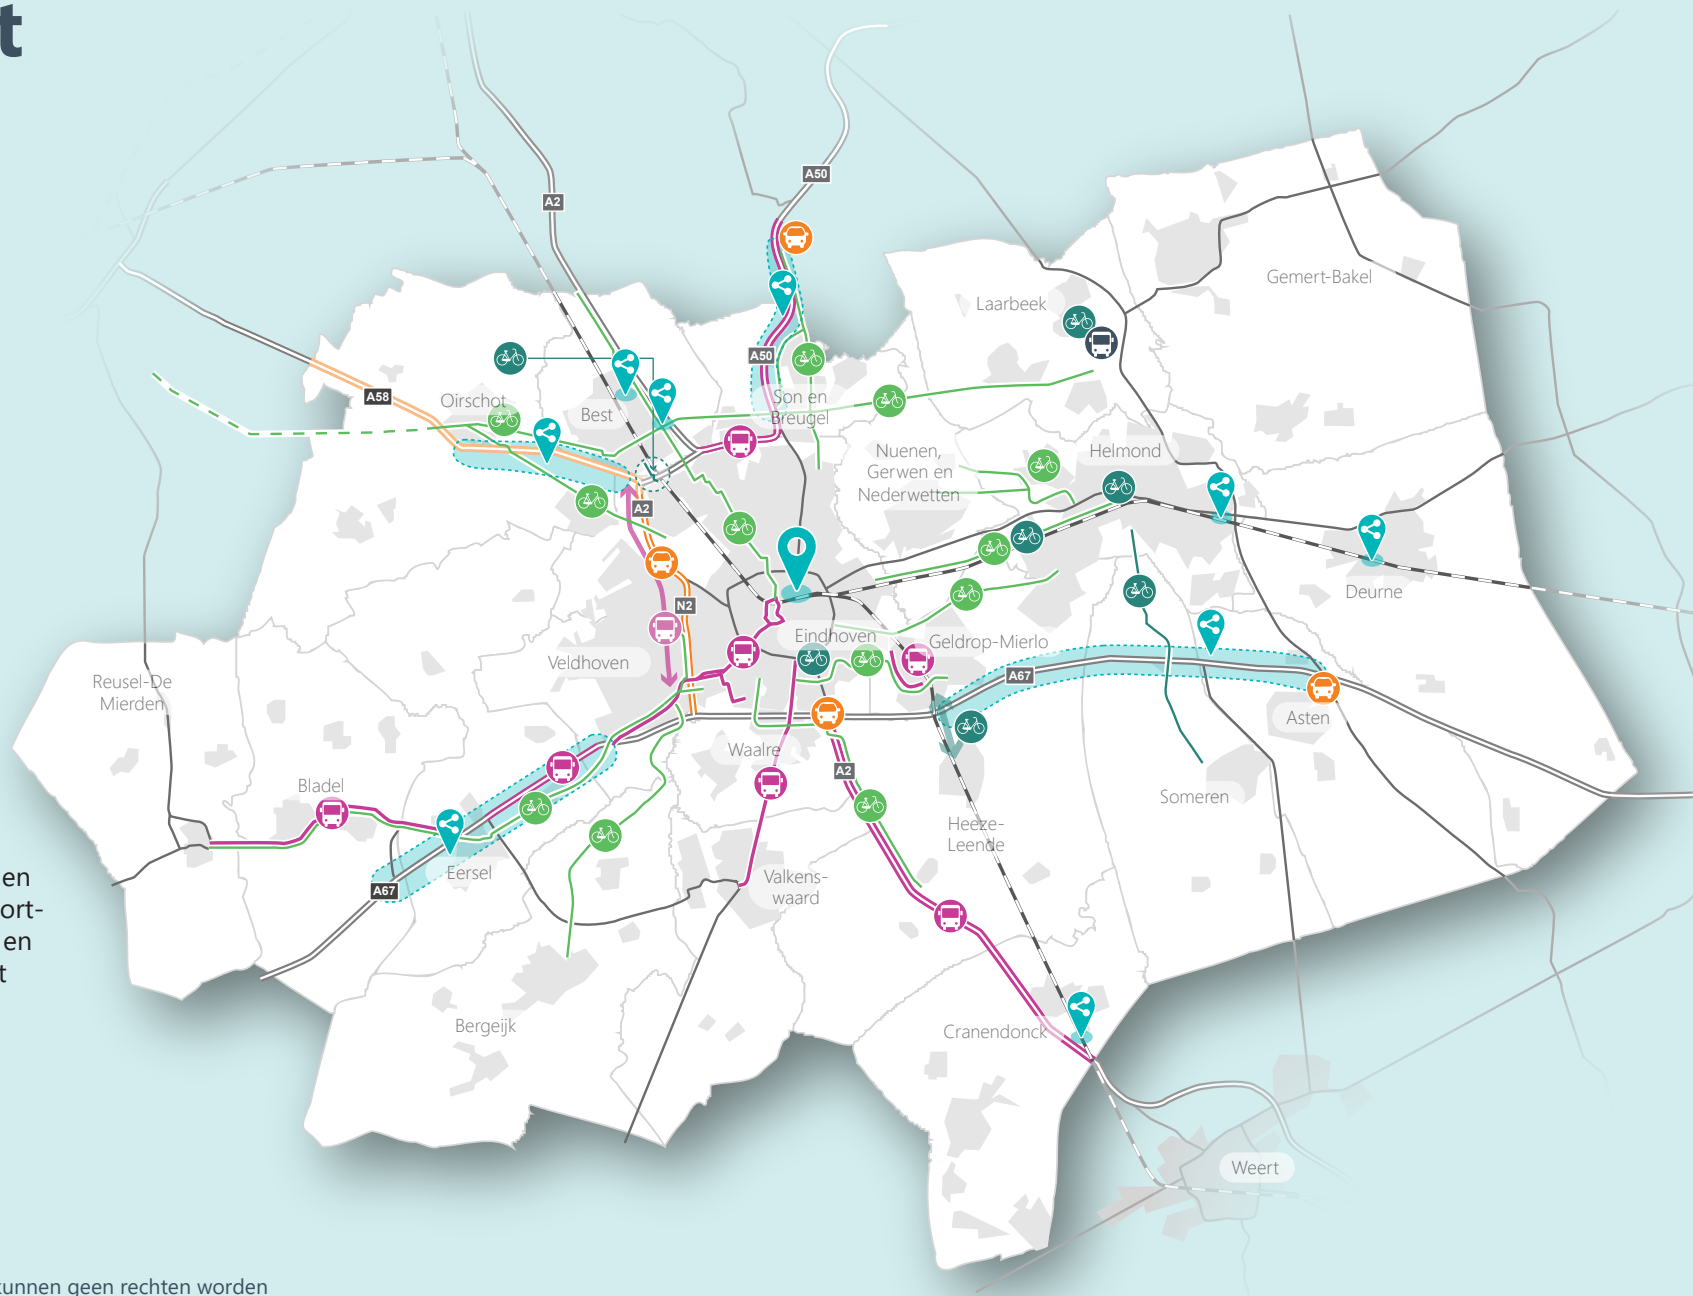 t
A50
A2
Gemert-Bakel
Laarbeek
A50
A58
Oirschot
Best
Son en
Breugel
Nuenen,
Gerwen en
Nederwetten
Helmond
A2
Deurne
N2
Eindhoven
Geldrop-Mierlo
Veldhoven
A67
Reusel-De
Mierden
Asten
Waalre
A2
Bladel
Someren
Heeze-
Leende
Eersel
Valkens-
waard
A67
en
ort-
en
t
Bergeijk
Cranendonck
Weert
kunnen geen rechten worden